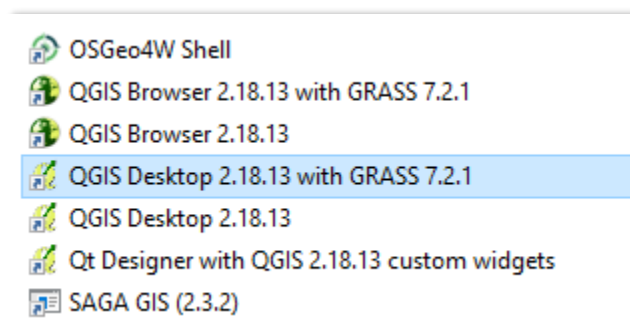 OSGeo4W Shell
QGIS Browser 2.18.13 with GRASS 7.2.1
QGIS Browser 2.18.13
QGIS Desktop 2.18.13 with GRASS 7.2.1
QGIS Desktop 2.18.13
Qt Designer with QGIS 2.18.13 custom widgets
SAGA GIS (2.3.2)